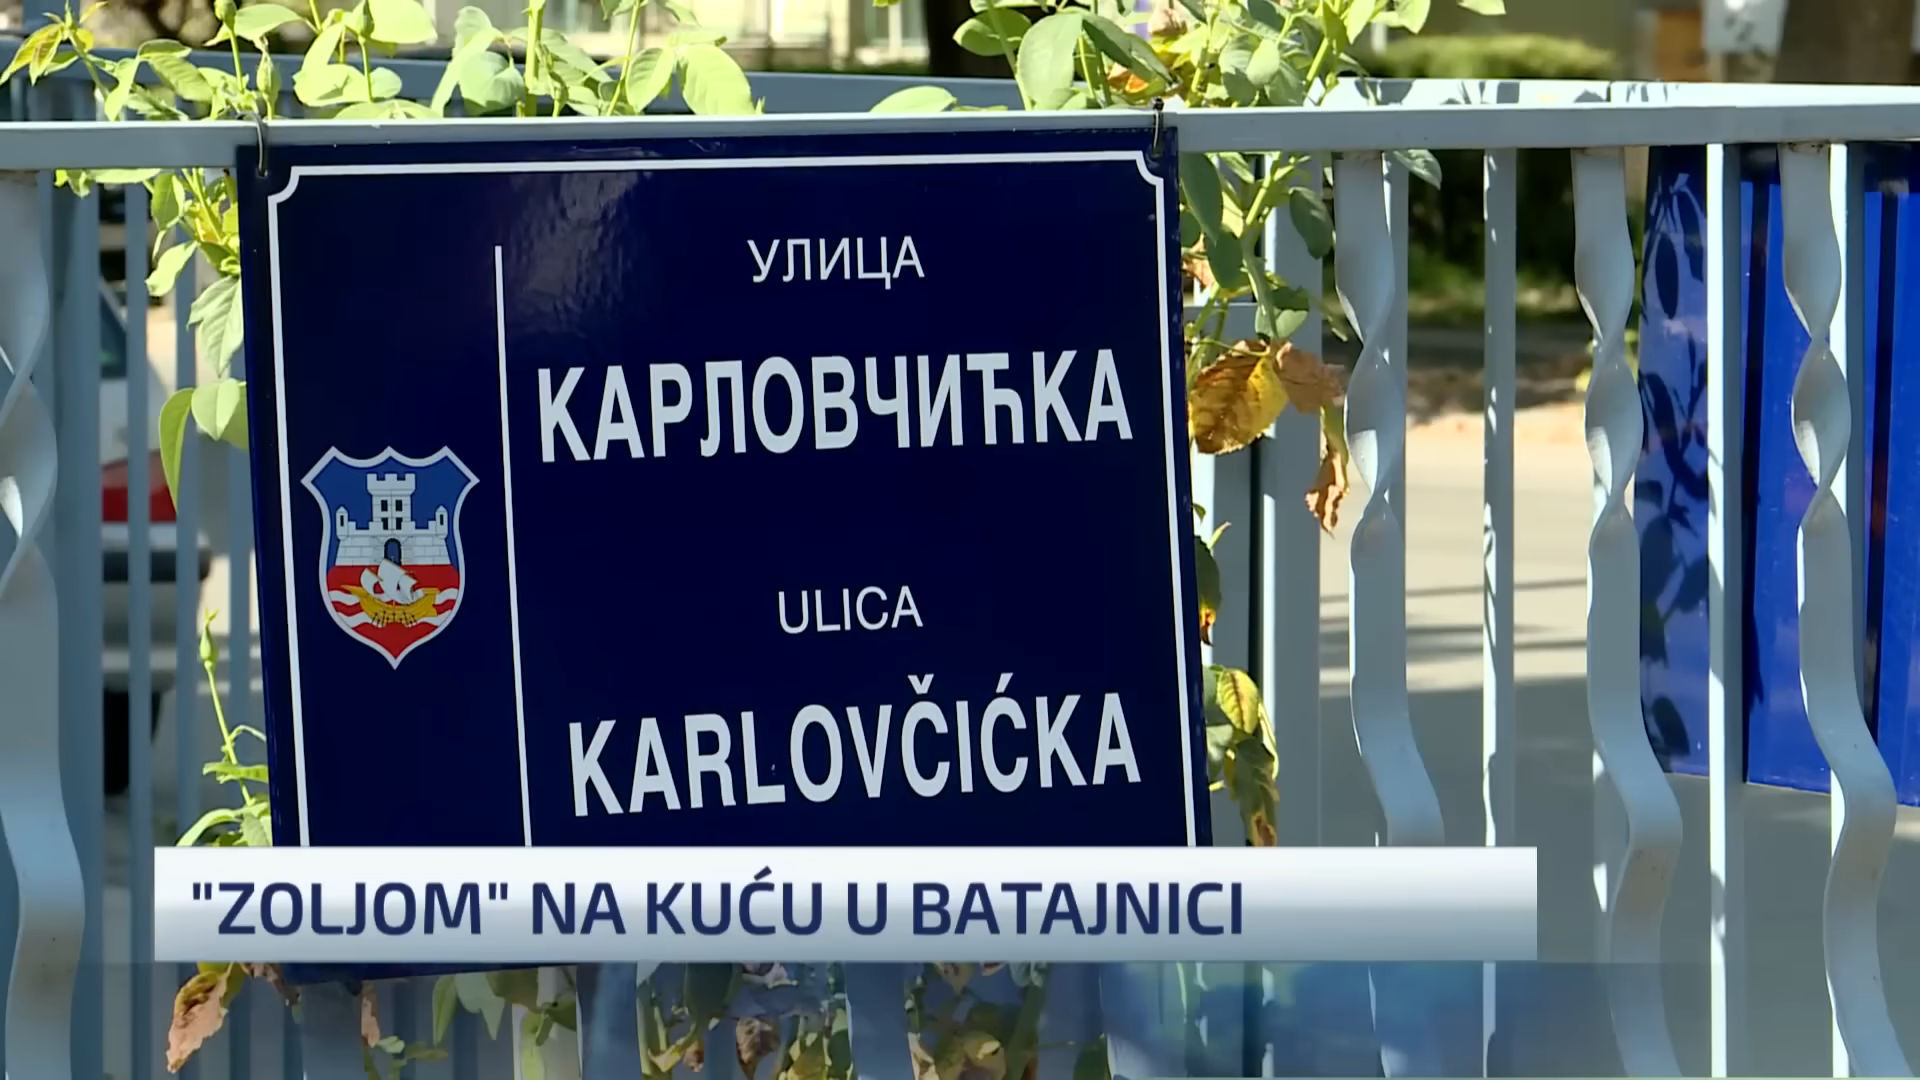 УЛИЦА
КАРЛОВЧИЋКА
ULICA
KARLOVČIĆKA
"ZOLJOM" NA KUĆU U BATAJNICI